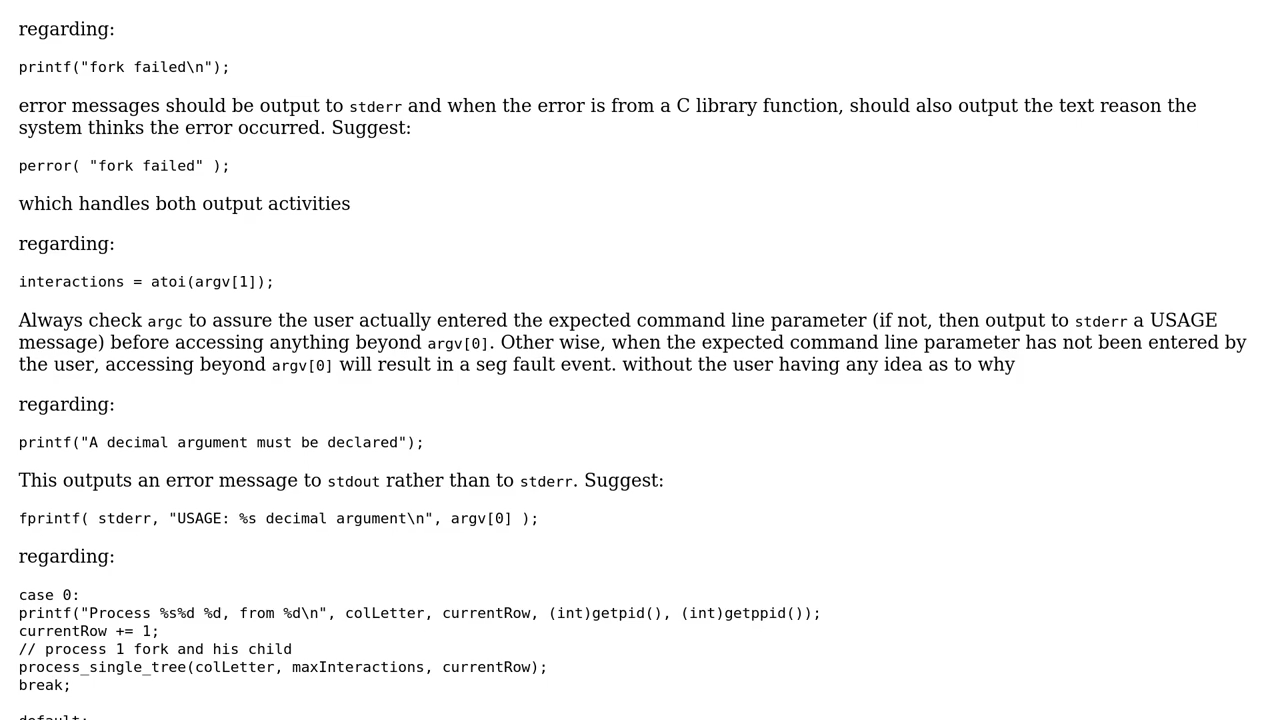 regarding:
printf("fork failed\n");
error messages should be output to stderr and when the error is from a C library function, should also output the text reason the
system thinks the error occurred. Suggest:
perror( "fork failed" );
which handles both output activities
regarding:
interactions = atoi(argv[1]);
Always check argc to assure the user actually entered the expected command line parameter (if not, then output to stderr a USAGE
message) before accessing anything beyond argv[0]. Other wise, when the expected command line parameter has not been entered by
the user, accessing beyond argv[0] will result in a seg fault event. without the user having any idea as to why
regarding:
printf("A decimal argument must be declared");
This outputs an error message to stdout rather than to stderr. Suggest:
fprintf( stderr, "USAGE: %s decimal argument\n", argv[0] );
regarding:
case 0:
printf("Process %s%d %d, from %d\n", colLetter, currentRow, (int)getpid(), (int)getppid());
currentRow += 1;
// process 1 fork and his child
process_single_tree(colLetter, maxInteractions, currentRow);
break;
default: